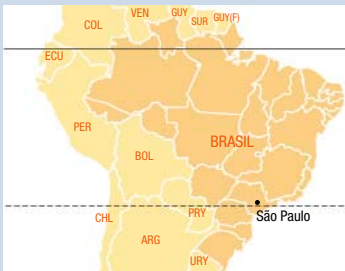 COL
VEN
GUY
SUR
GUY(F)
ECU
PER
BRASIL
BOL
CHL
PRY
São Paulo
ARG
URY